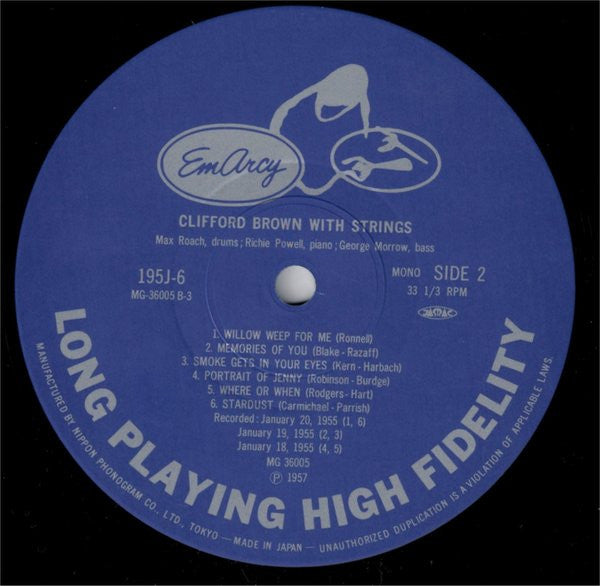 EmArcy
CLIFFORD BROWN WITH STRINGS
Max Roach, drums; Richie Powell, piano; George Morrow, bass
195J-6
MG-36005 B-3
MONO SIDE 2
33 1/3 RPM
JASRAC
1. WILLOW WEEP FOR ME (Ronnell)
2. MEMORIES OF YOU (Blake-Razaff)
3. SMOKE GETS IN YOUR EYES (Kern-Harbach)
4. PORTRAIT OF JENNY (Robinson-Burdge)
5. WHERE OR WHEN (Rodgers-Hart)
6. STARDUST (Carmichael-Parrish)
Recorded: January 20, 1955 (1, 6)
January 19, 1955 (2, 3)
January 18, 1955 (4, 5)
MG 36005
Ⓟ 1957
LONG PLAYING HIGH FIDELITY
MANUFACTURED BY NIPPON PHONOGRAM CO., LTD. TOKYO — MADE IN JAPAN — UNAUTHORIZED DUPLICATION IS A VIOLATION OF APPLICABLE LAWS.